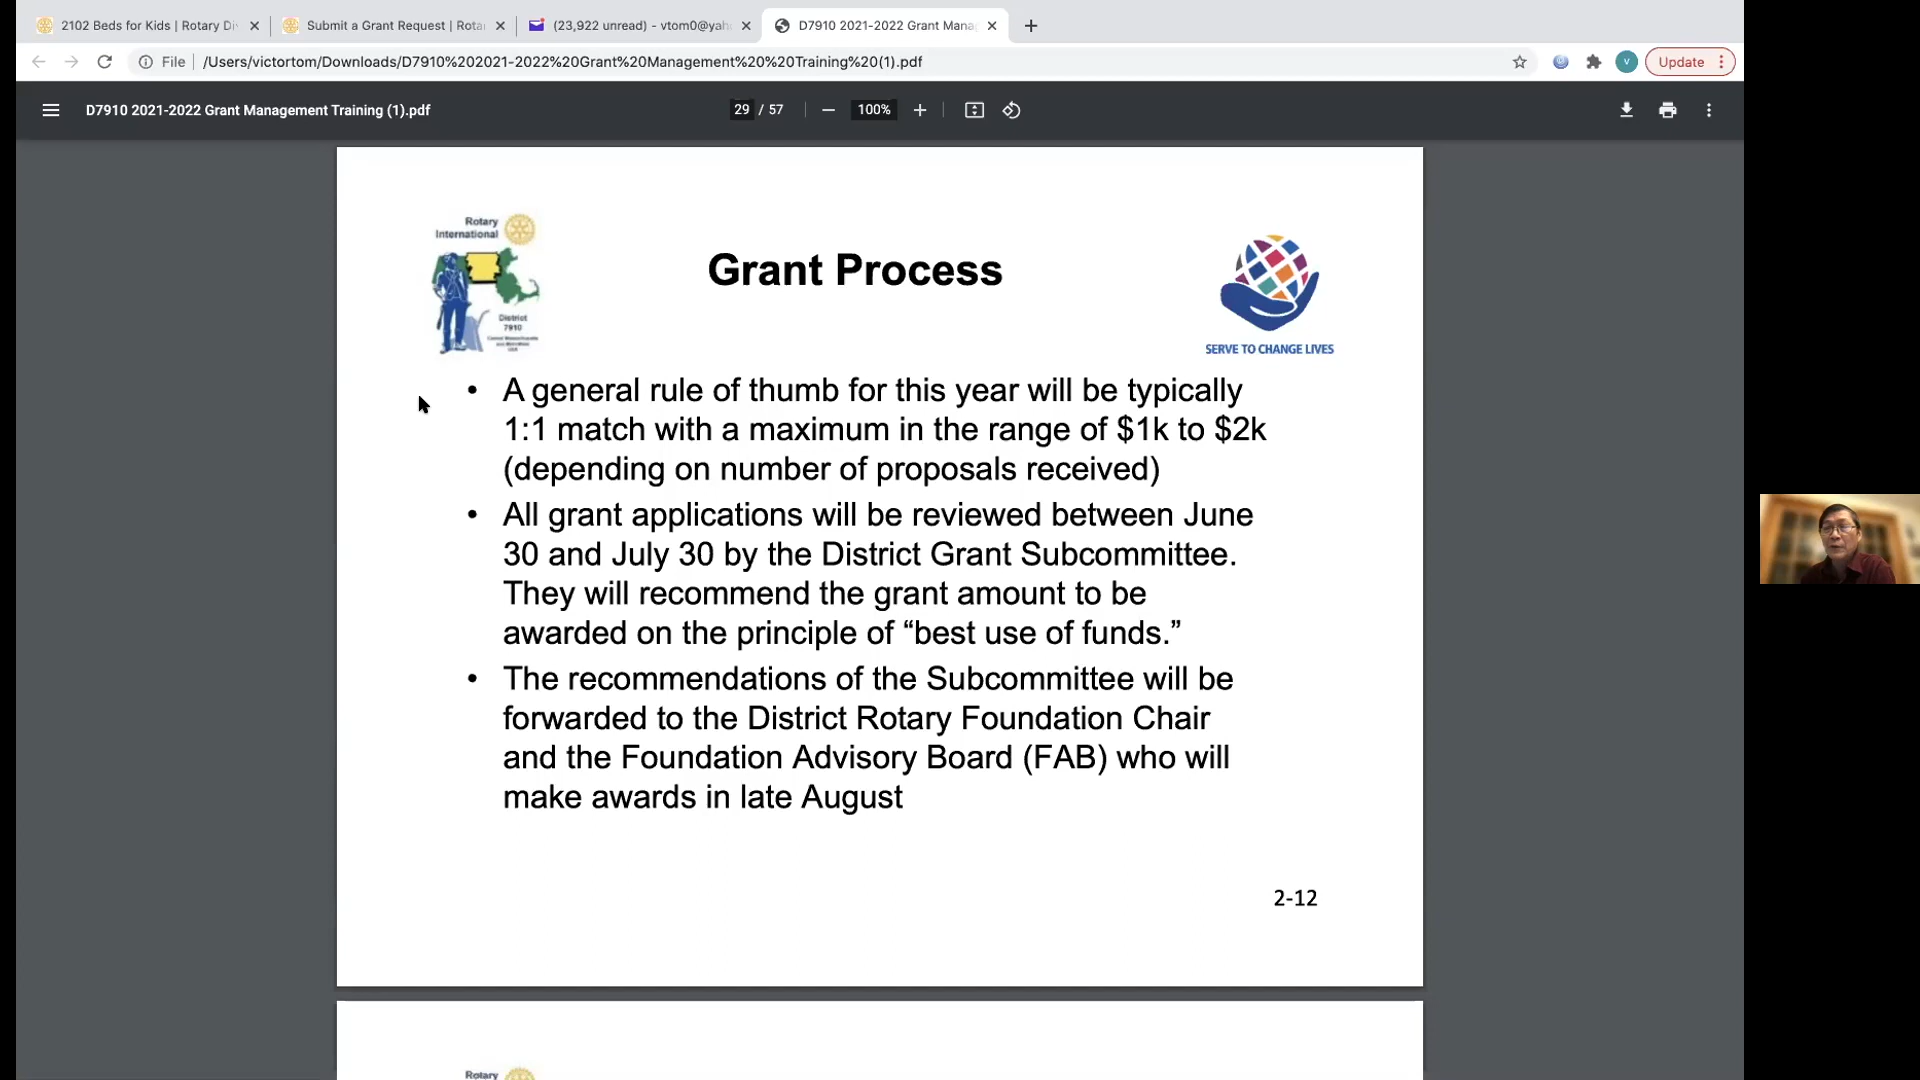 2102 Beds for Kids | Rotary Di
Submit a Grant Request | Rota
(23,922 unread) - vtom0@yah
D7910 2021-2022 Grant Mana
File
/Users/victortom/Downloads/D7910%202021-2022%20Grant%20Management%20%20Training%20(1).pdf
V
Update
D7910 2021-2022 Grant Management Training (1).pdf
29 / 57
100%
Rotary
International
District
7910
Grant Process
SERVE TO CHANGE LIVES
• A general rule of thumb for this year will be typically
1:1 match with a maximum in the range of $1k to $2k
(depending on number of proposals received)
• All grant applications will be reviewed between June
30 and July 30 by the District Grant Subcommittee.
They will recommend the grant amount to be
awarded on the principle of “best use of funds.”
• The recommendations of the Subcommittee will be
forwarded to the District Rotary Foundation Chair
and the Foundation Advisory Board (FAB) who will
make awards in late August
2-12
Rotary